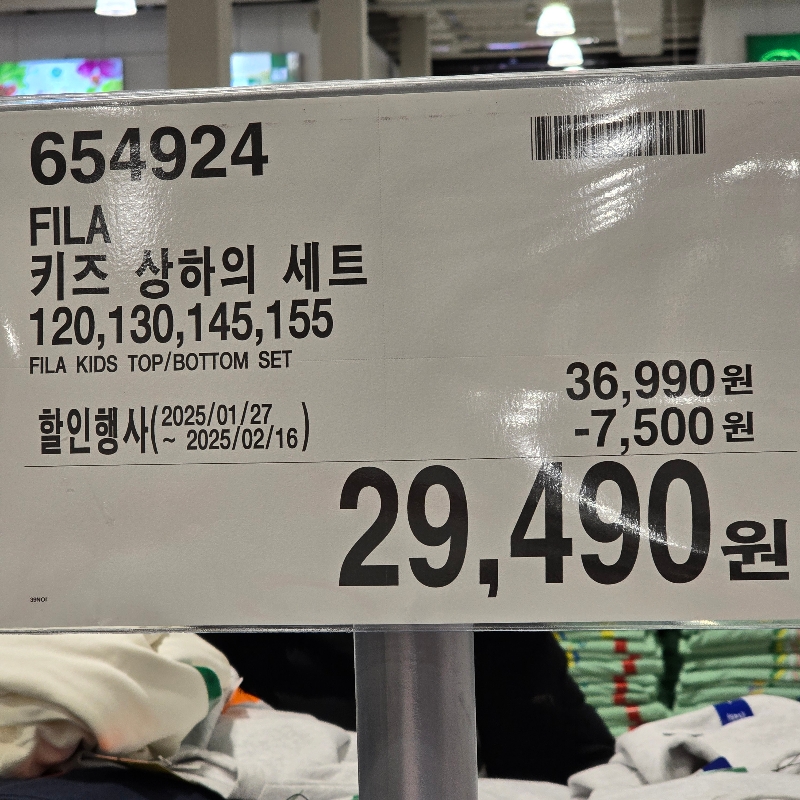 654924
FILA
키즈 상하의 세트
120,130,145,155
FILA KIDS TOP/BOTTOM SET
36,990원
할인행사(2025/01/27
~ 2025/02/16)
-7,500원
29,490원